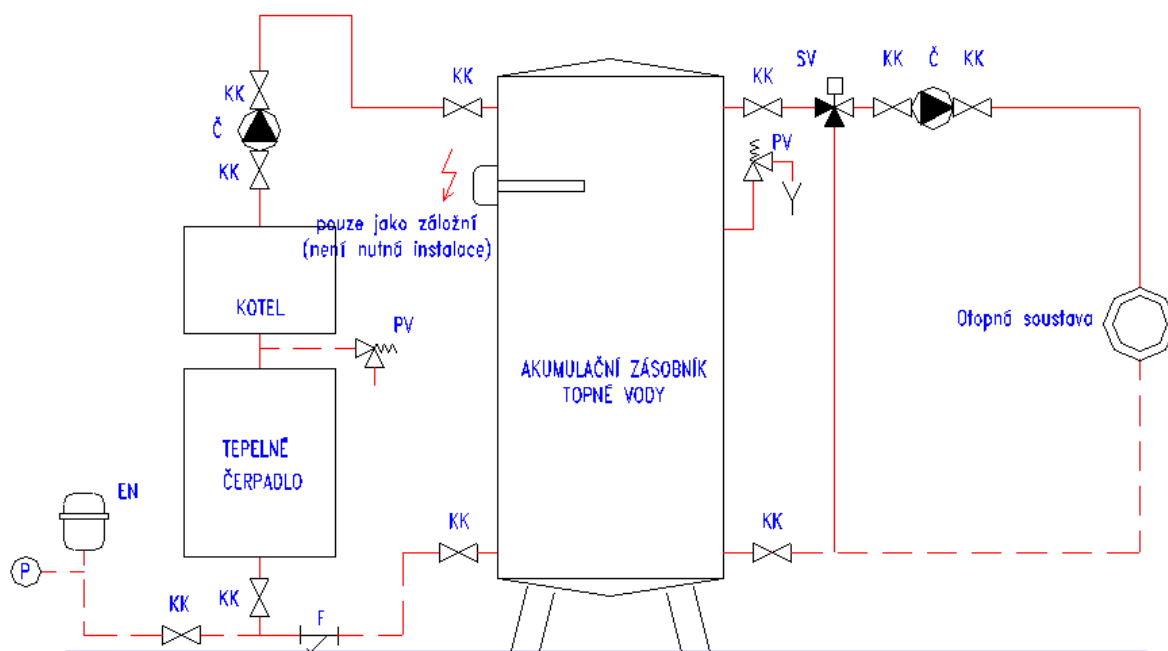 SV
KK
KK
KK
Č
KK
KK
Č
PV
KK
pouze jako záložní
(není nutná instalace)
KOTEL
Otopná soustava
PV
AKUMULAČNÍ ZÁSOBNÍK
TOPNÉ VODY
TEPELNÉ
ČERPADLO
EN
KK
KK
P
KK
KK
F